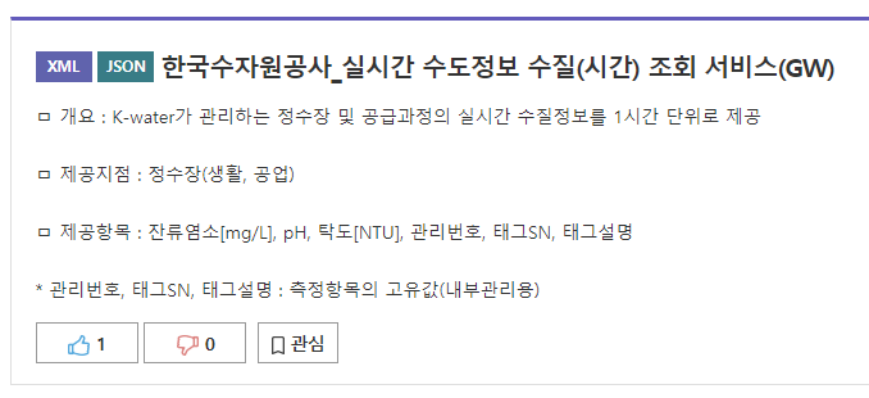 XML JSON 한국수자원공사_실시간 수도정보 수질(시간) 조회 서비스(GW)
ㅁ 개요 : K-water가 관리하는 정수장 및 공급과정의 실시간 수질정보를 1시간 단위로 제공
ㅁ 제공지점 : 정수장(생활, 공업)
ㅁ 제공항목 : 잔류염소[mg/L], pH, 탁도[NTU], 관리번호, 태그SN, 태그설명
* 관리번호, 태그SN, 태그설명 : 측정항목의 고유값(내부관리용)
1 0 관심